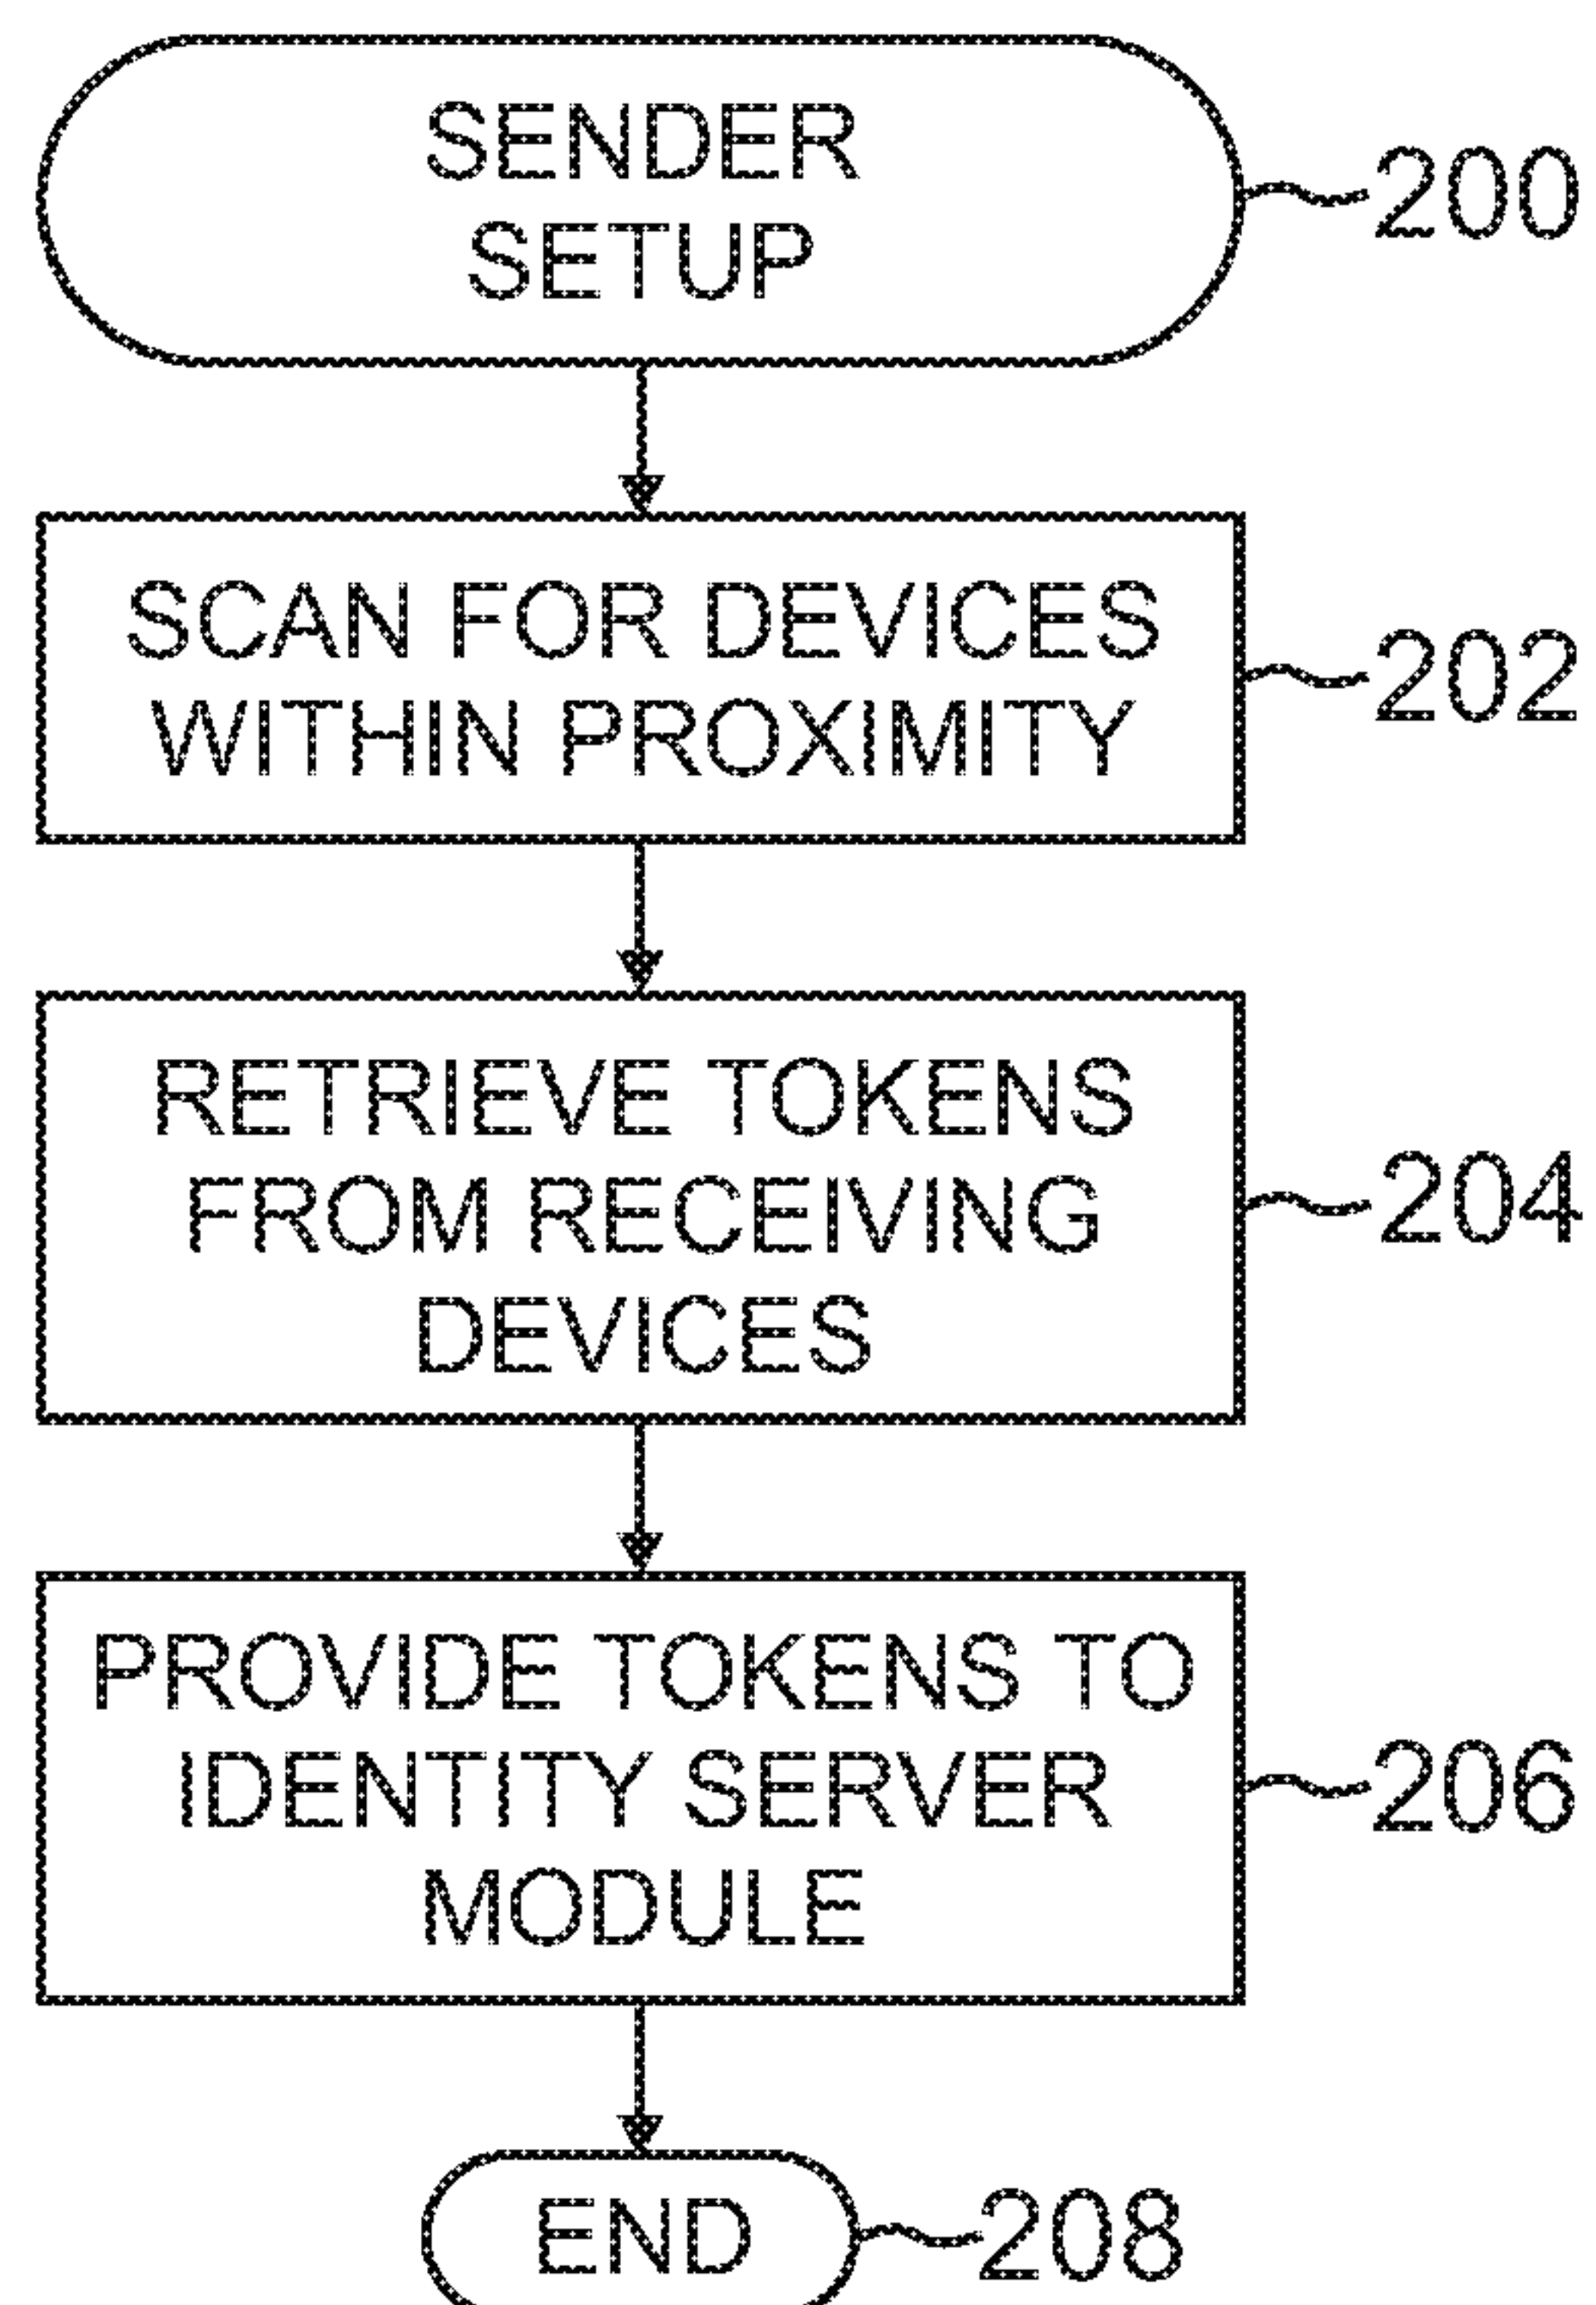 SENDER
SETUP
200
SCAN FOR DEVICES
WITHIN PROXIMITY
202
RETRIEVE TOKENS
FROM RECEIVING
DEVICES
204
PROVIDE TOKENS TO
IDENTITY SERVER
MODULE
206
END
208